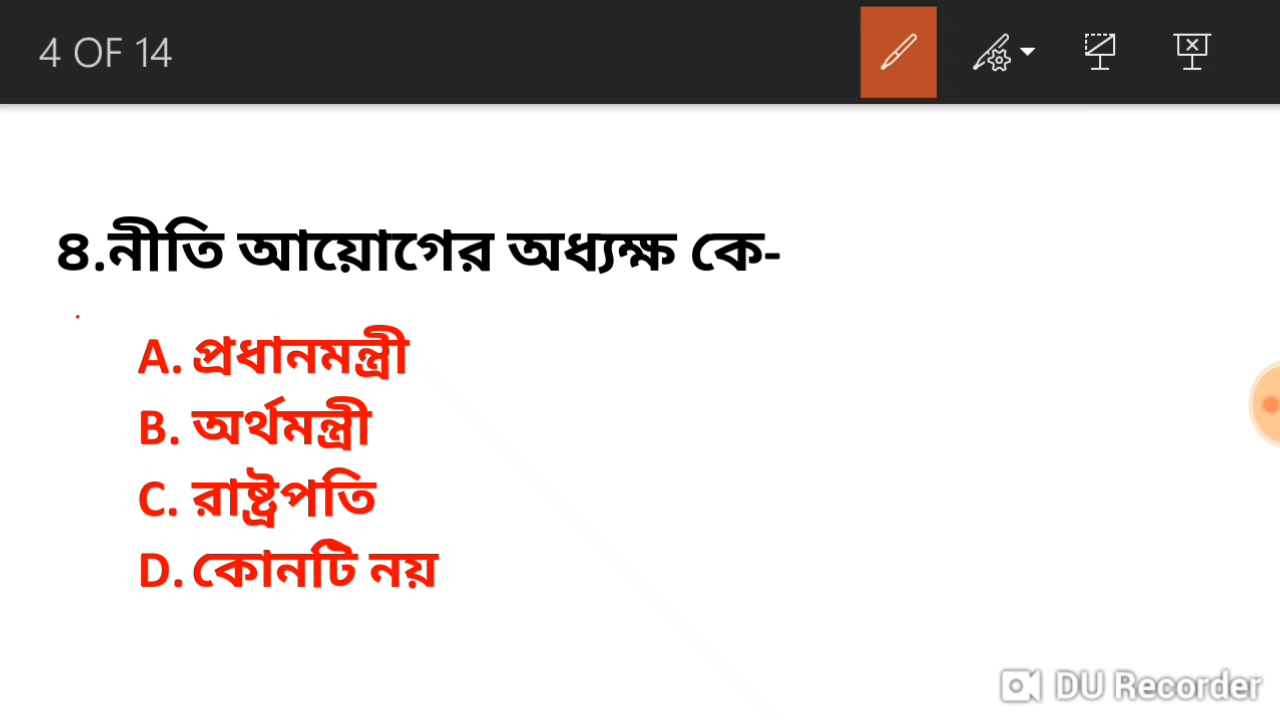 4 OF 14
৪.নীতি আয়োগের অধ্যক্ষ কে-
A. প্রধানমন্ত্রী
B. অর্থমন্ত্রী
C. রাষ্ট্রপতি
D. কোনটি নয়
DU Recorder